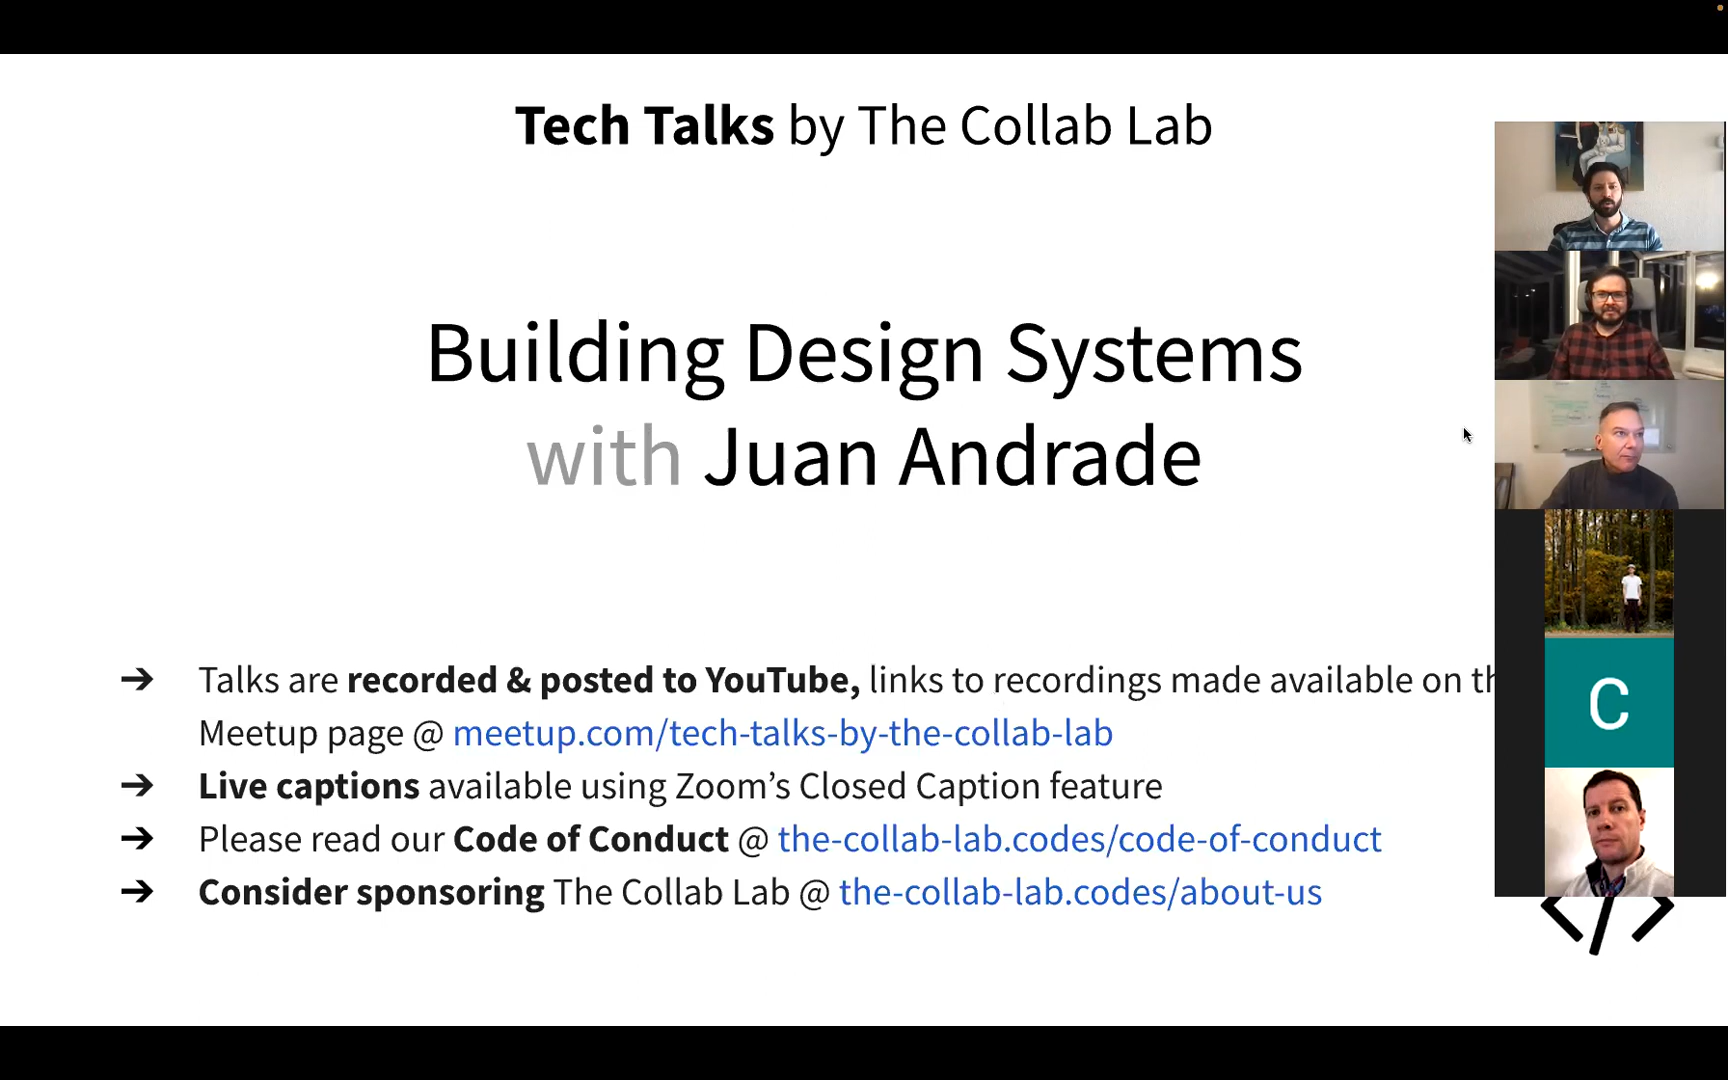 Tech Talks by The Collab Lab
Building Design Systems
with Juan Andrade
➔ Talks are recorded & posted to YouTube, links to recordings made available on
Meetup page @ meetup.com/tech-talks-by-the-collab-lab
➔ Live captions available using Zoom’s Closed Caption feature
➔ Please read our Code of Conduct @ the-collab-lab.codes/code-of-conduct
➔ Consider sponsoring The Collab Lab @ the-collab-lab.codes/about-us
C
</>